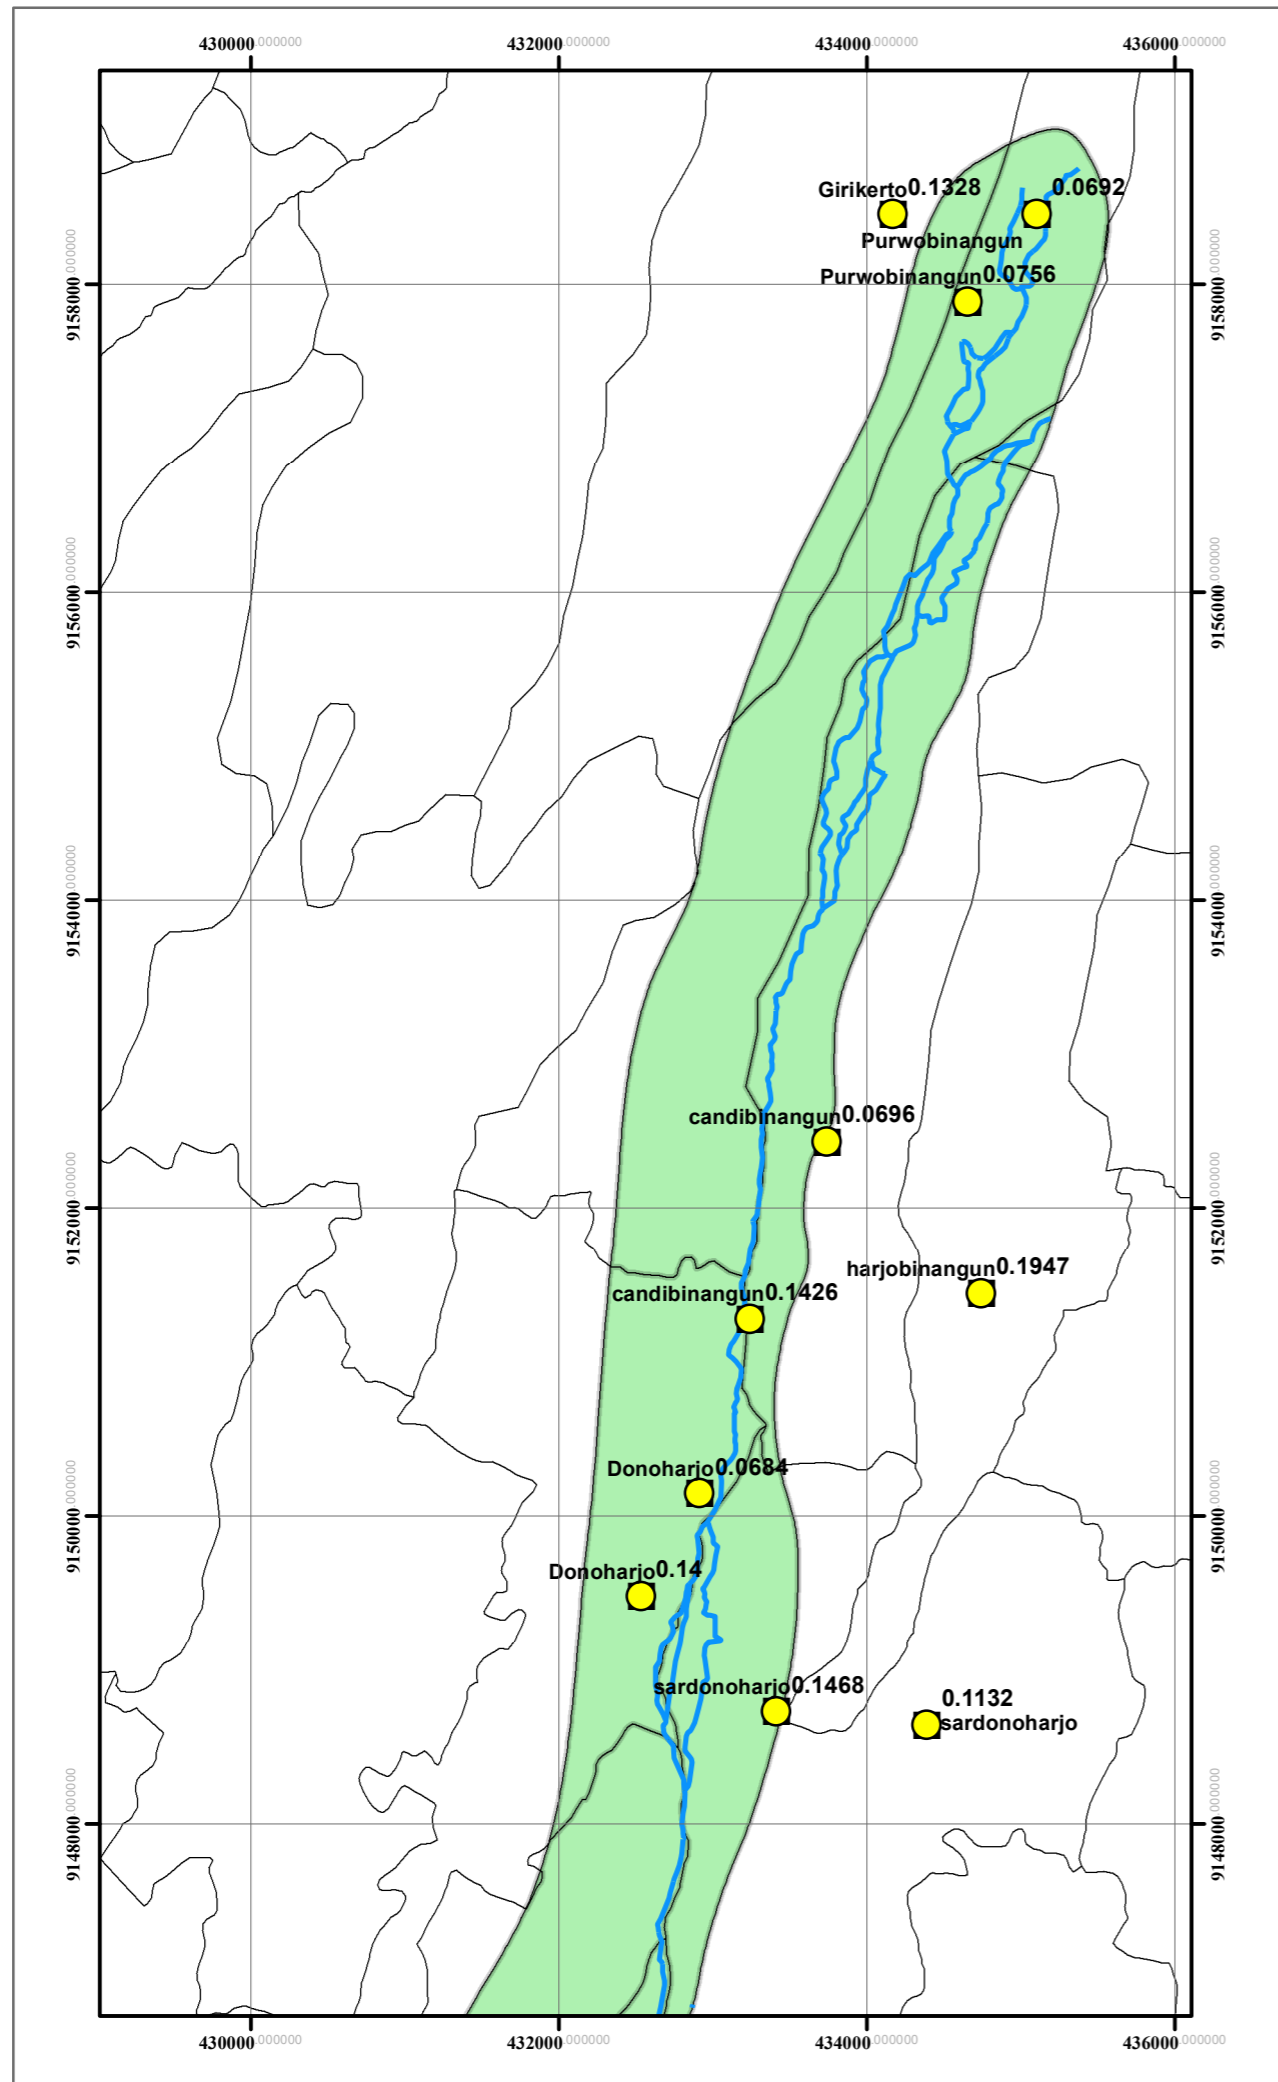 430000.000000 432000.000000 434000.000000 436000.000000
Girikerto0.1328
0.0692
Purwobinangun
Purwobinangun0.0756
9158000.000000
9158000.000000
9156000.000000
9156000.000000
9154000.000000
9154000.000000
candibinangun0.0696
9152000.000000
9152000.000000
harjobinangun0.1947
candibinangun0.1426
Donoharjo0.0684
9150000.000000
9150000.000000
Donoharjo0.14
sardonoharjo0.1468
0.1132
sardonoharjo
9148000.000000
9148000.000000
430000.000000 432000.000000 434000.000000 436000.000000